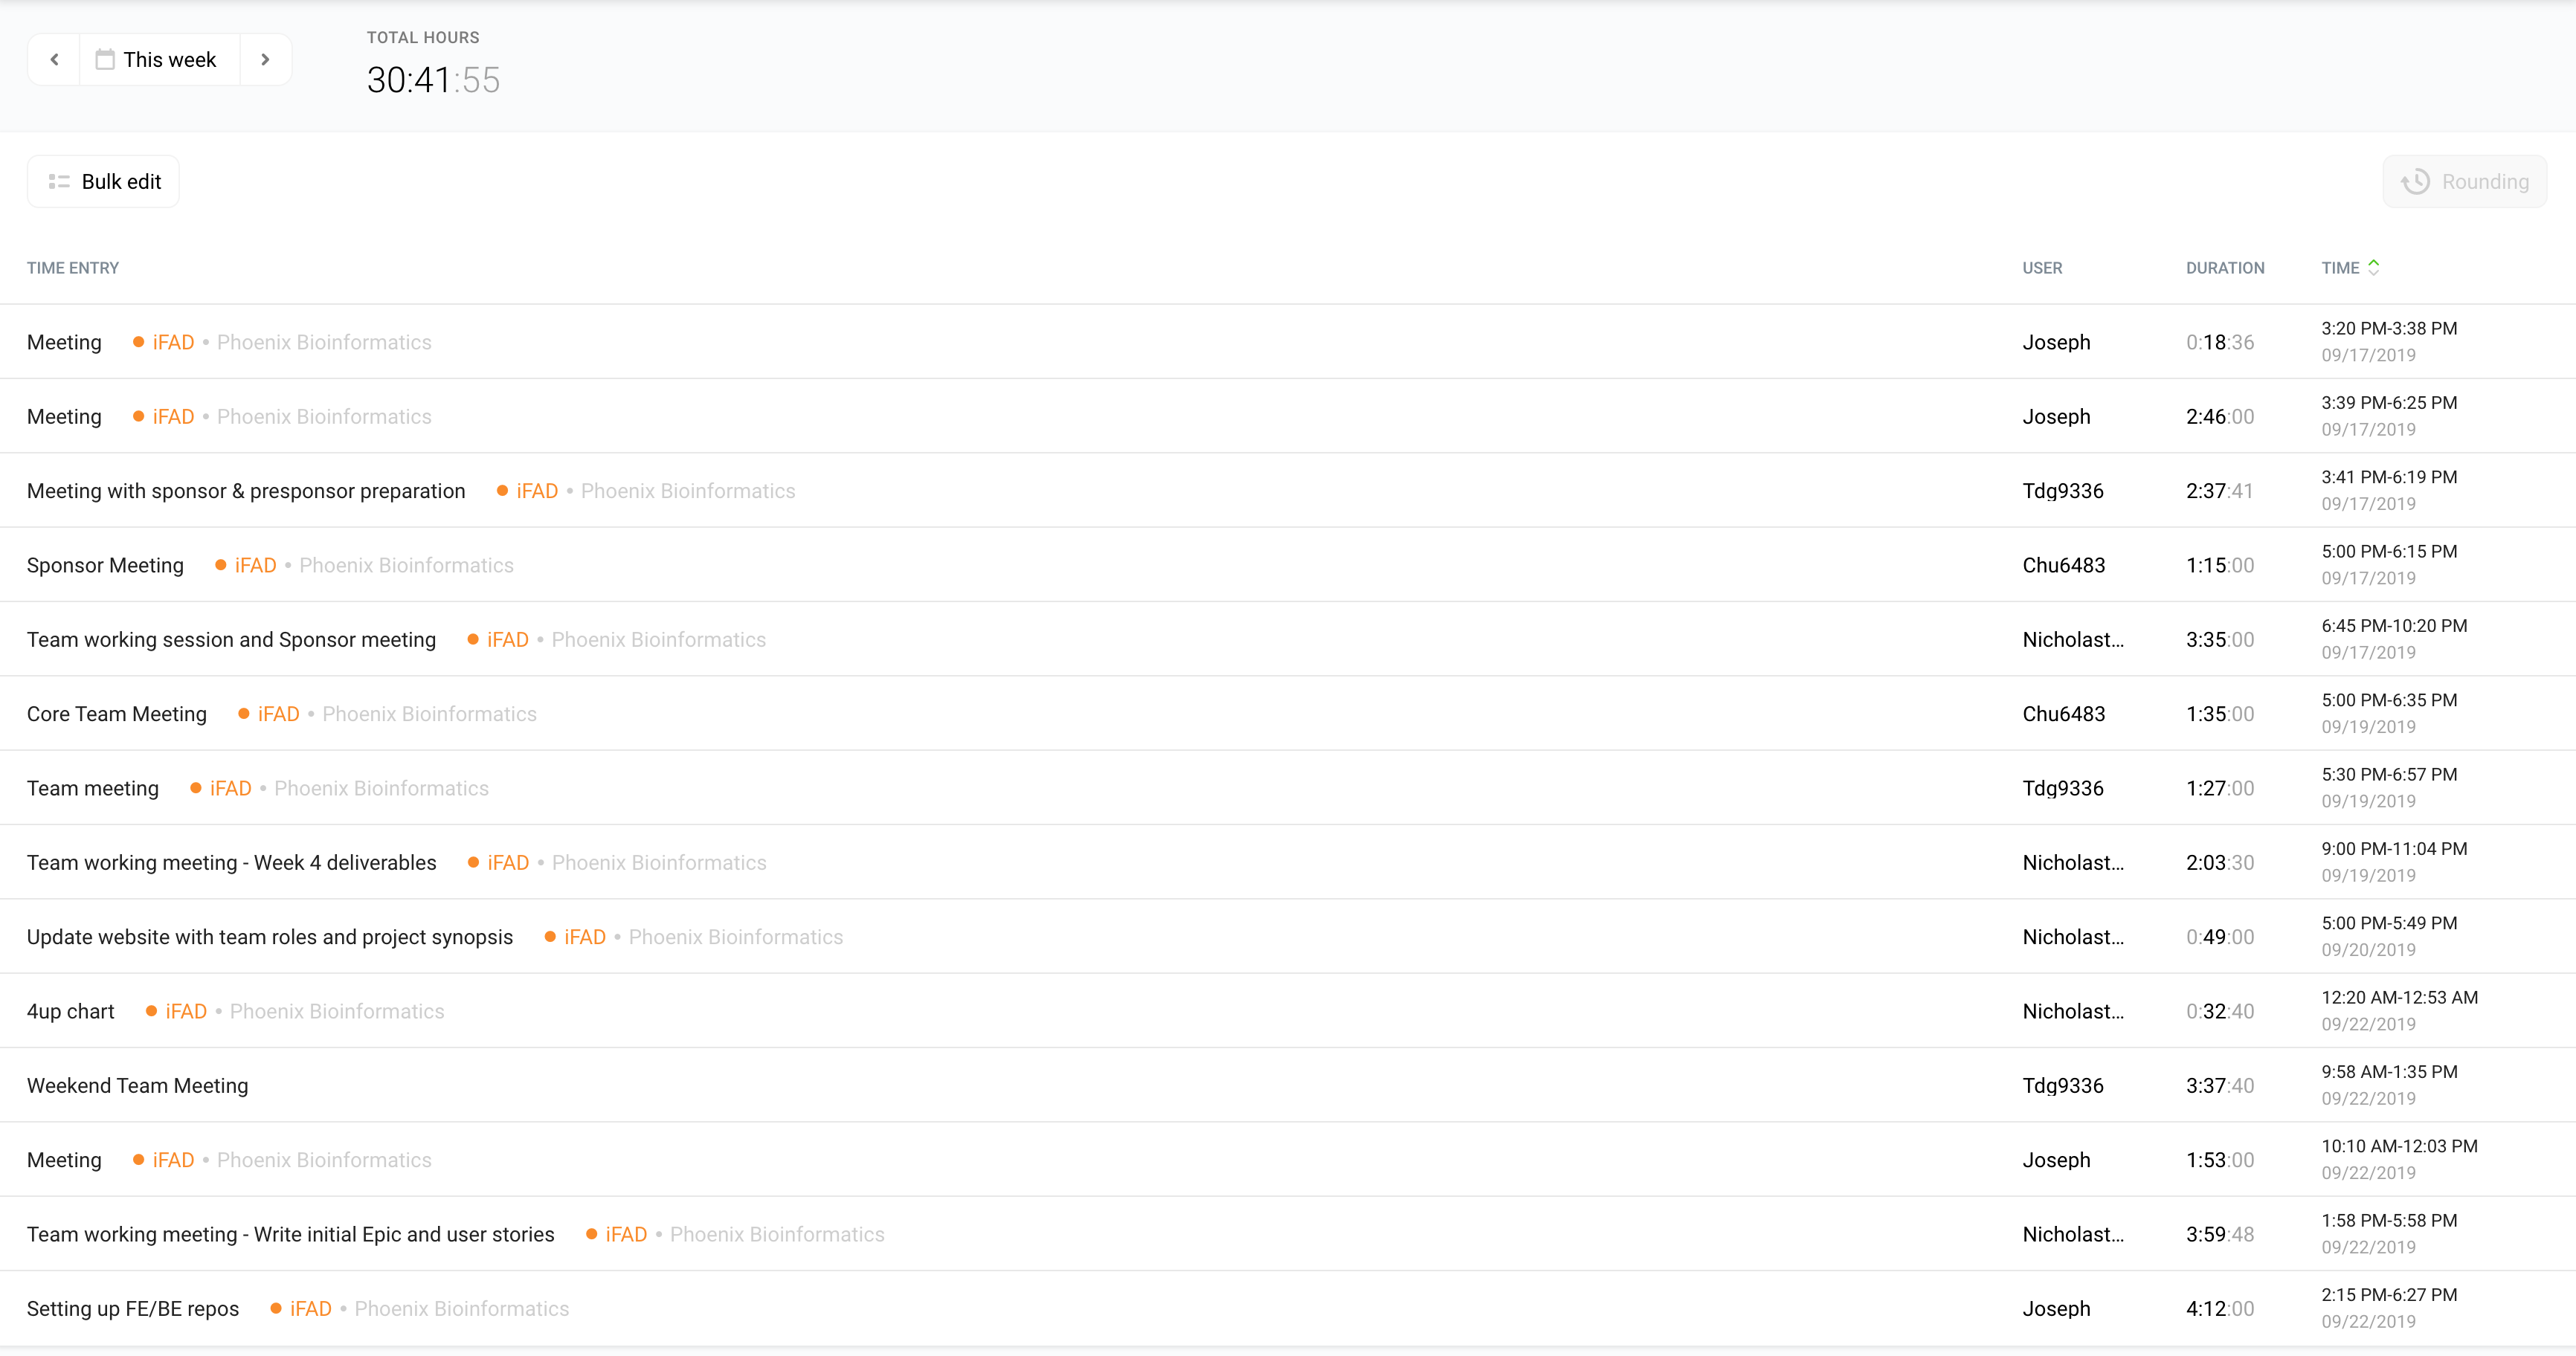 This week
TOTAL HOURS
30:41:55
Bulk edit
Rounding
TIME ENTRY USER DURATION TIME
Meeting • iFAD • Phoenix Bioinformatics Joseph 0:18:36 3:20 PM-3:38 PM
09/17/2019
Meeting • iFAD • Phoenix Bioinformatics Joseph 2:46:00 3:39 PM-6:25 PM
09/17/2019
Meeting with sponsor & presponsor preparation • iFAD • Phoenix Bioinformatics Tdg9336 2:37:41 3:41 PM-6:19 PM
09/17/2019
Sponsor Meeting • iFAD • Phoenix Bioinformatics Chu6483 1:15:00 5:00 PM-6:15 PM
09/17/2019
Team working session and Sponsor meeting • iFAD • Phoenix Bioinformatics Nicholast... 3:35:00 6:45 PM-10:20 PM
09/17/2019
Core Team Meeting • iFAD • Phoenix Bioinformatics Chu6483 1:35:00 5:00 PM-6:35 PM
09/19/2019
Team meeting • iFAD • Phoenix Bioinformatics Tdg9336 1:27:00 5:30 PM-6:57 PM
09/19/2019
Team working meeting - Week 4 deliverables • iFAD • Phoenix Bioinformatics Nicholast... 2:03:30 9:00 PM-11:04 PM
09/19/2019
Update website with team roles and project synopsis • iFAD • Phoenix Bioinformatics Nicholast... 0:49:00 5:00 PM-5:49 PM
09/20/2019
4up chart • iFAD • Phoenix Bioinformatics Nicholast... 0:32:40 12:20 AM-12:53 AM
09/22/2019
Weekend Team Meeting Tdg9336 3:37:40 9:58 AM-1:35 PM
09/22/2019
Meeting • iFAD • Phoenix Bioinformatics Joseph 1:53:00 10:10 AM-12:03 PM
09/22/2019
Team working meeting - Write initial Epic and user stories • iFAD • Phoenix Bioinformatics Nicholast... 3:59:48 1:58 PM-5:58 PM
09/22/2019
Setting up FE/BE repos • iFAD • Phoenix Bioinformatics Joseph 4:12:00 2:15 PM-6:27 PM
09/22/2019